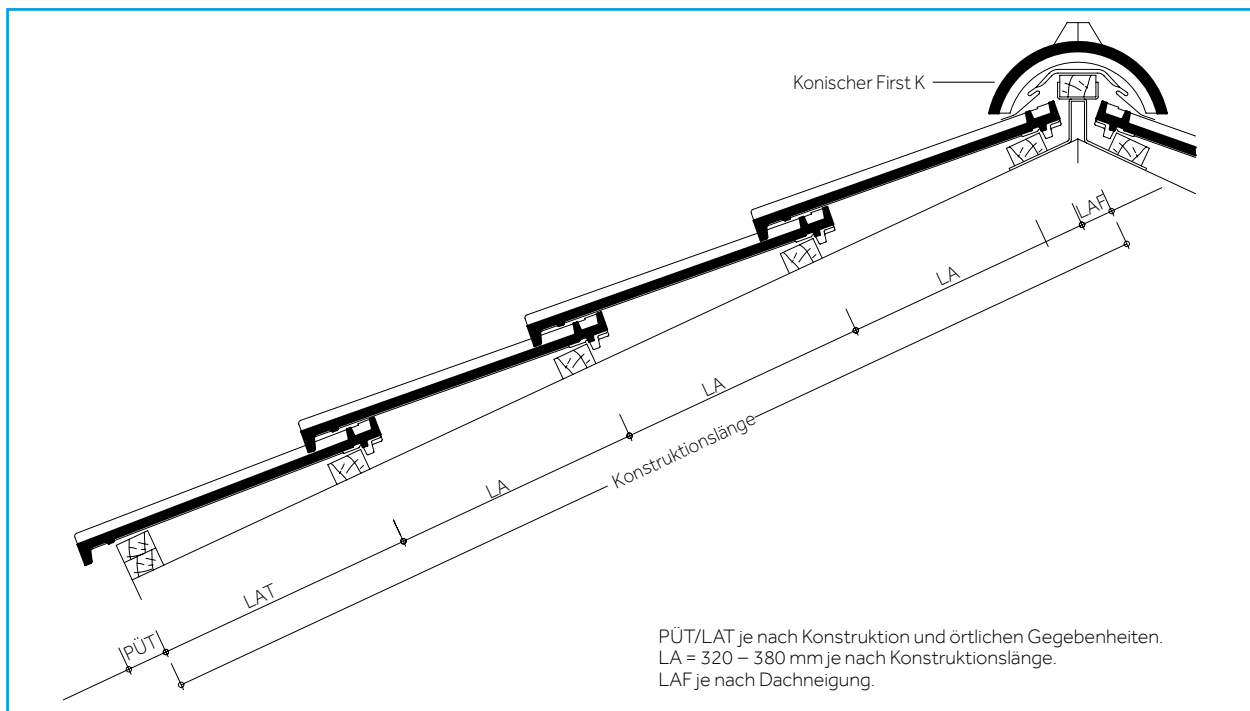 Konischer First K
LAF
LA
LA
Konstruktionslänge
LA
LAT
PÜT
PÜT/LAT je nach Konstruktion und örtlichen Gegebenheiten.
LA = 320 – 380 mm je nach Konstruktionslänge.
LAF je nach Dachneigung.